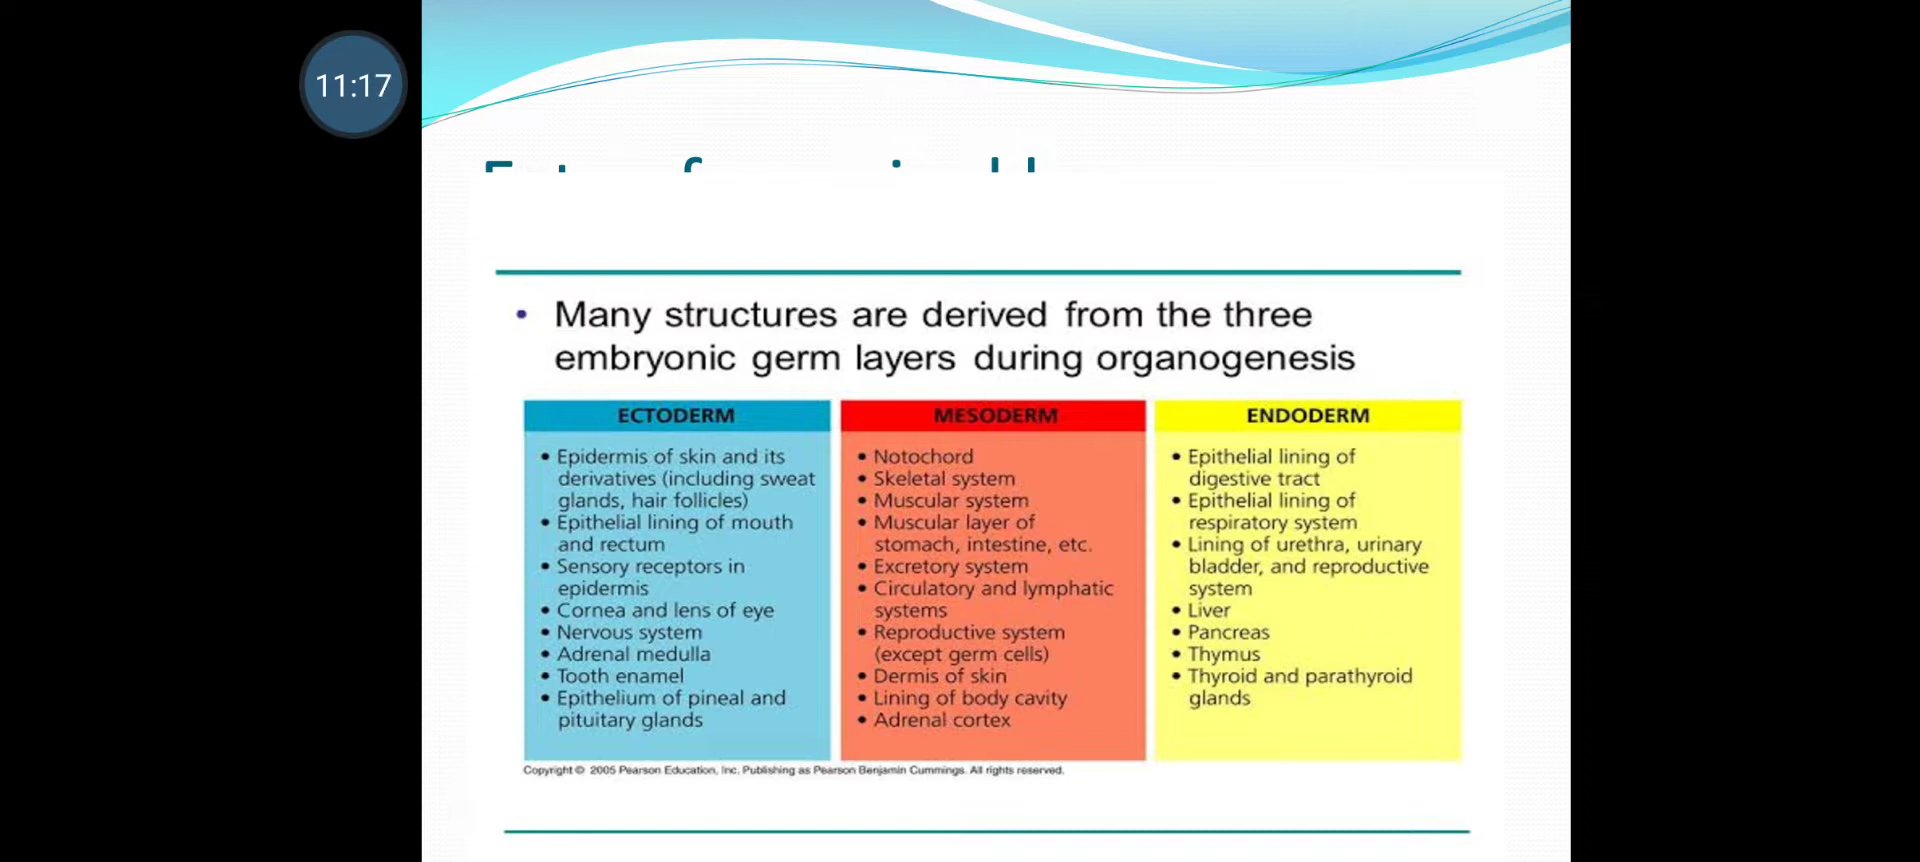 11:17
• Many structures are derived from the three
embryonic germ layers during organogenesis
ECTODERM
• Epidermis of skin and its
derivatives (including sweat
glands, hair follicles)
• Epithelial lining of mouth
and rectum
• Sensory receptors in
epidermis
• Cornea and lens of eye
• Nervous system
• Adrenal medulla
• Tooth enamel
• Epithelium of pineal and
pituitary glands
MESODERM
• Notochord
• Skeletal system
• Muscular system
• Muscular layer of
stomach, intestine, etc.
• Excretory system
• Circulatory and lymphatic
systems
• Reproductive system
(except germ cells)
• Dermis of skin
• Lining of body cavity
• Adrenal cortex
ENDODERM
• Epithelial lining of
digestive tract
• Epithelial lining of
respiratory system
• Lining of urethra, urinary
bladder, and reproductive
system
• Liver
• Pancreas
• Thymus
• Thyroid and parathyroid
glands
Copyright © 2005 Pearson Education, Inc. Publishing as Pearson Benjamin Cummings. All rights reserved.